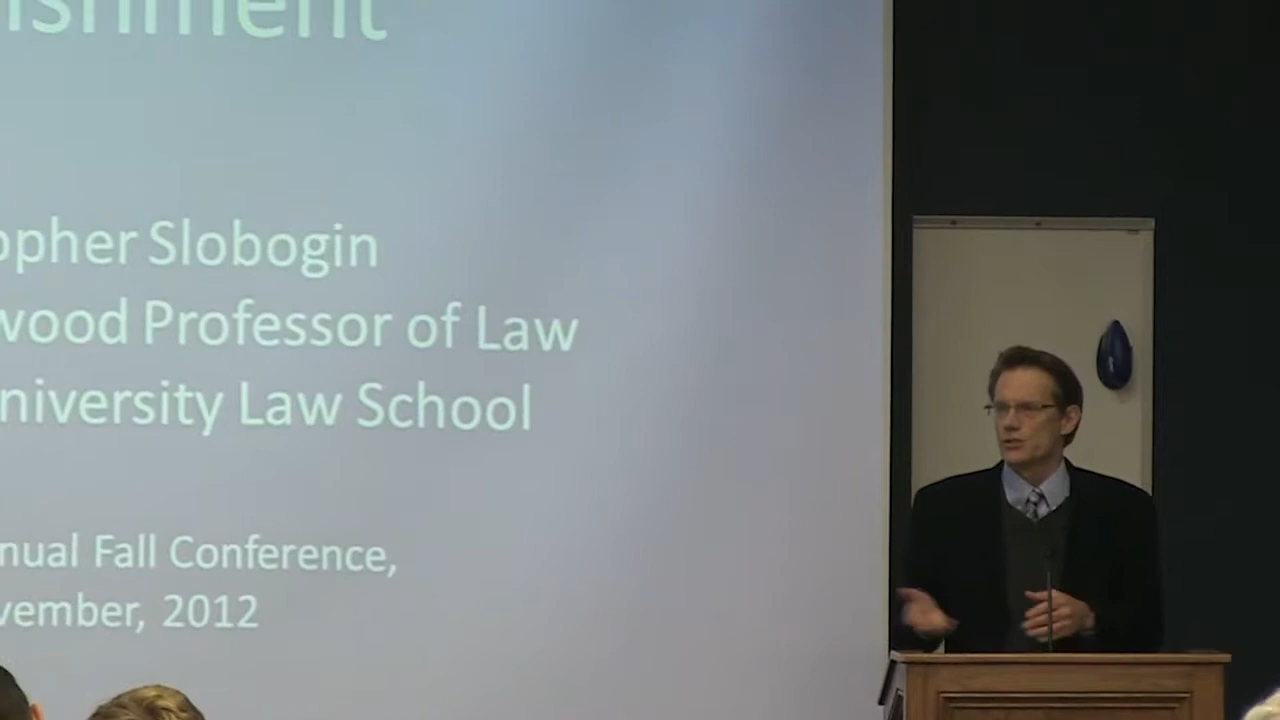 ishment
opher Slobogin
wood Professor of Law
niversity Law School
nual Fall Conference,
vember, 2012